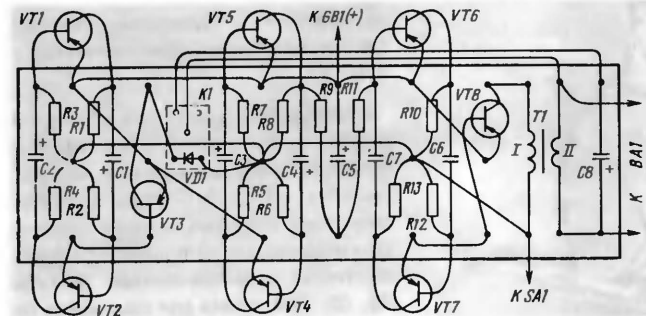 VT1
VT5
К GB1(+)
VT6
K1
R3
R1
R7
R8
R9
R11
R10
VT8
T1
C2
C1
VD1
C3
C4
C5
C7
C6
I
II
C8
К BA1
R4
R2
VT3
R5
R6
R13
R12
VT2
VT4
VT7
К SA1